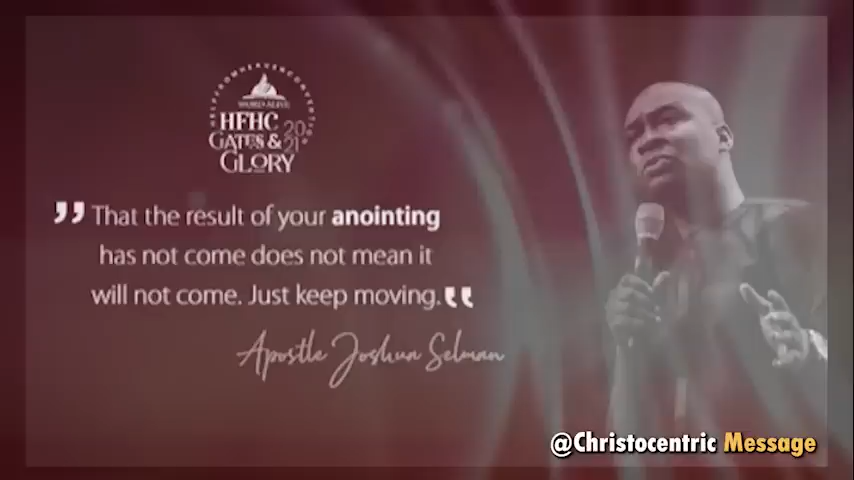 WORD ALIVE
HFHC 20
GATES & 21
GLORY
" That the result of your anointing
has not come does not mean it
will not come. Just keep moving. "
Apostle Joshua Selman
@Christocentric Message